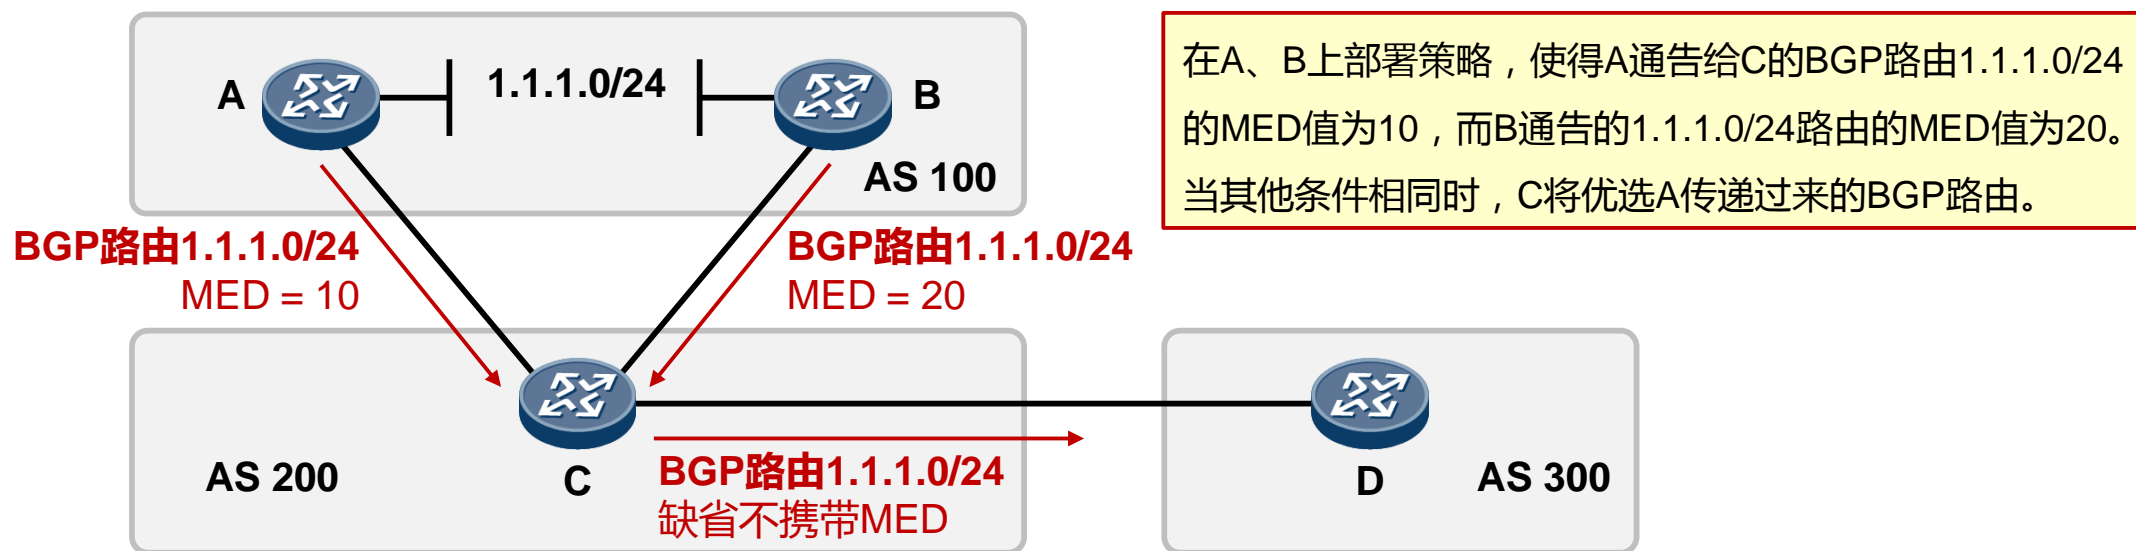 A
1.1.1.0/24
B
AS 100
在A、B上部署策略，使得A通告给C的BGP路由1.1.1.0/24
的MED值为10，而B通告的1.1.1.0/24路由的MED值为20。
当其他条件相同时，C将优选A传递过来的BGP路由。
BGP路由1.1.1.0/24
MED = 10
BGP路由1.1.1.0/24
MED = 20
AS 200
C
BGP路由1.1.1.0/24
缺省不携带MED
D
AS 300